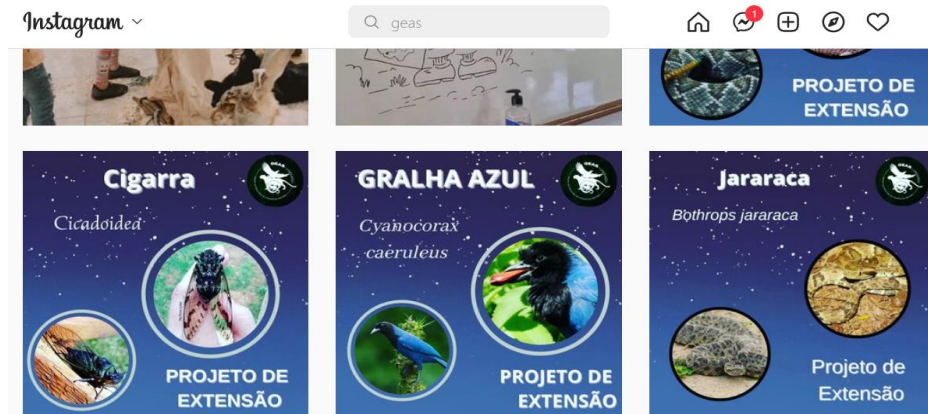 Instagram
geas
1
PROJETO DE
EXTENSÃO
Cigarra
Cicadoidea
PROJETO DE
EXTENSÃO
GRALHA AZUL
Cyanocorax
caeruleus
PROJETO DE
EXTENSÃO
Jararaca
Bothrops jararaca
Projeto de
Extensão